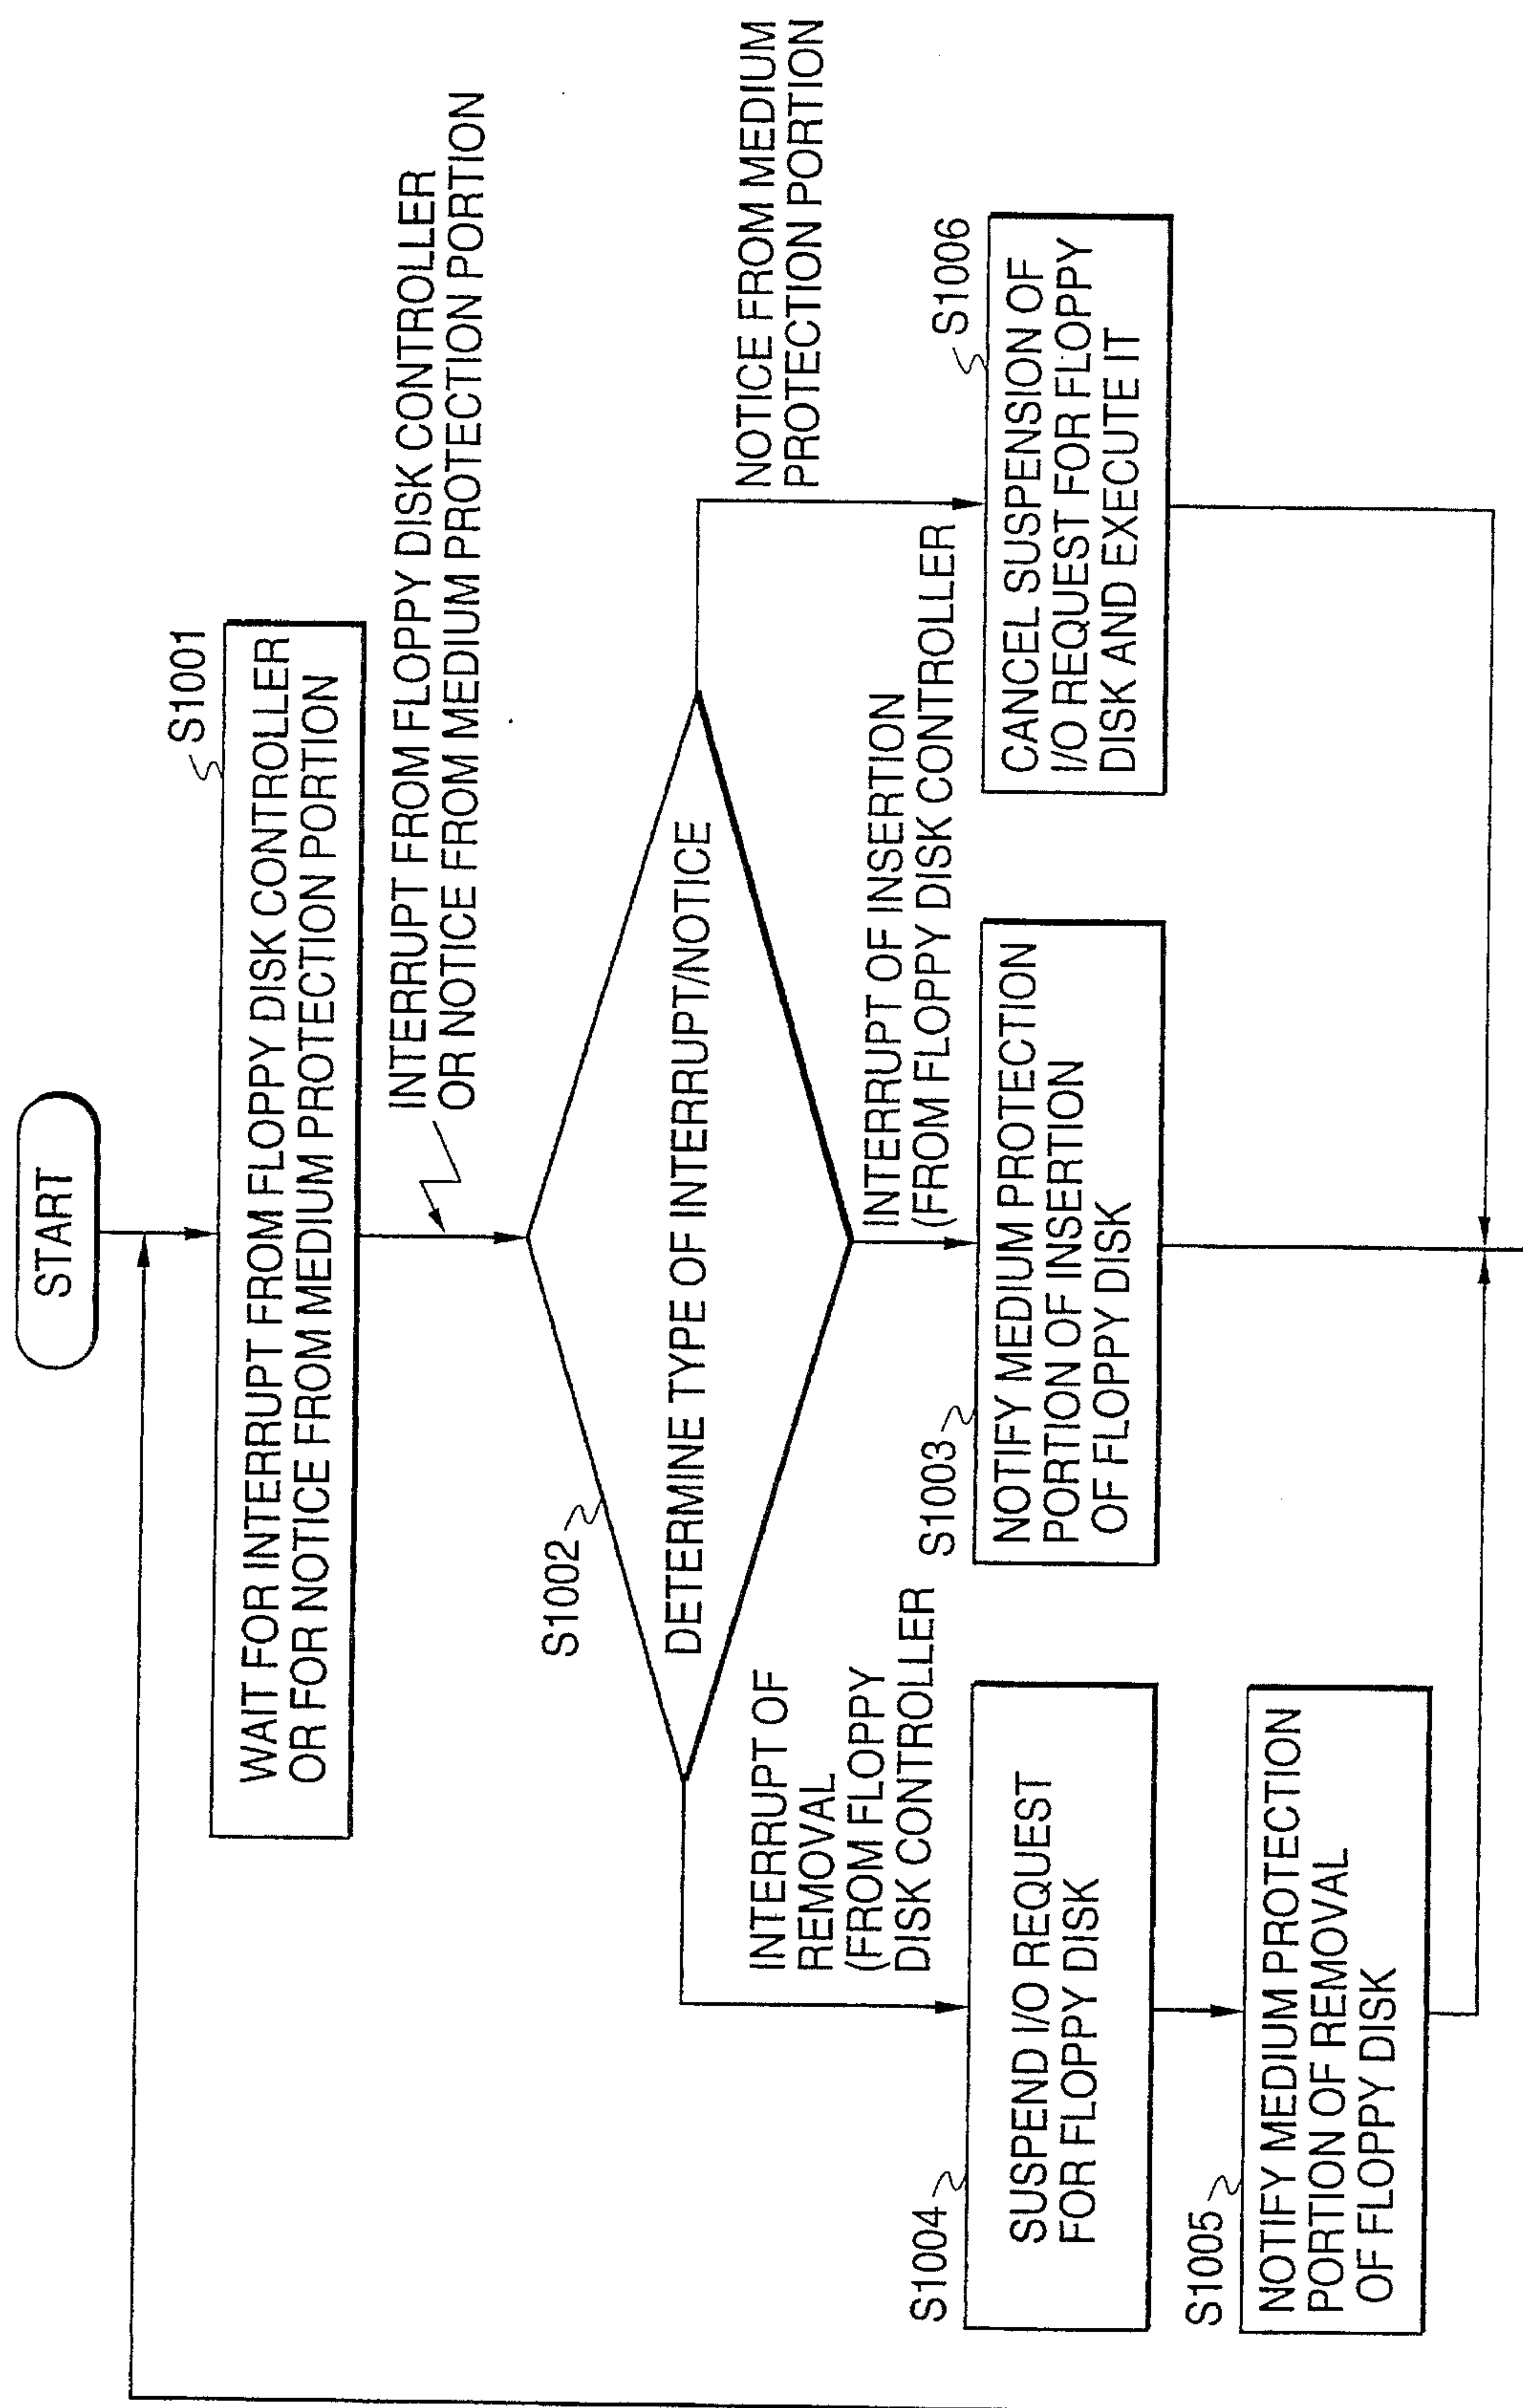 START
S1001
WAIT FOR INTERRUPT FROM FLOPPY DISK CONTROLLER
OR FOR NOTICE FROM MEDIUM PROTECTION PORTION
INTERRUPT FROM FLOPPY DISK CONTROLLER
OR NOTICE FROM MEDIUM PROTECTION PORTION
S1002
DETERMINE TYPE OF INTERRUPT/NOTICE
INTERRUPT OF
REMOVAL
(FROM FLOPPY
DISK CONTROLLER
INTERRUPT OF INSERTION
(FROM FLOPPY DISK CONTROLLER)
NOTICE FROM MEDIUM
PROTECTION PORTION
S1004
SUSPEND I/O REQUEST
FOR FLOPPY DISK
S1003
NOTIFY MEDIUM PROTECTION
PORTION OF INSERTION
OF FLOPPY DISK
S1006
CANCEL SUSPENSION OF
I/O REQUEST FOR FLOPPY
DISK AND EXECUTE IT
S1005
NOTIFY MEDIUM PROTECTION
PORTION OF REMOVAL
OF FLOPPY DISK